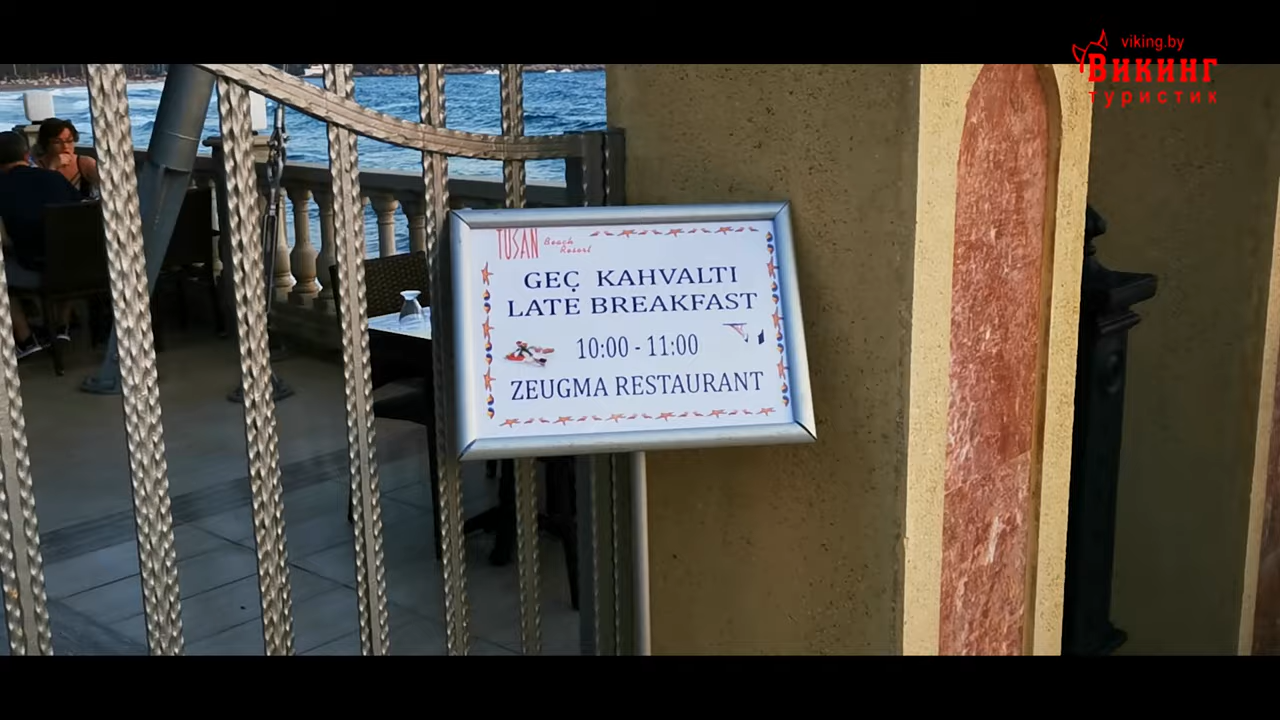 viking.by
Викинг
туристик
TUSAN Beach Resort
GEÇ KAHVALTI
LATE BREAKFAST
10:00 - 11:00
ZEUGMA RESTAURANT